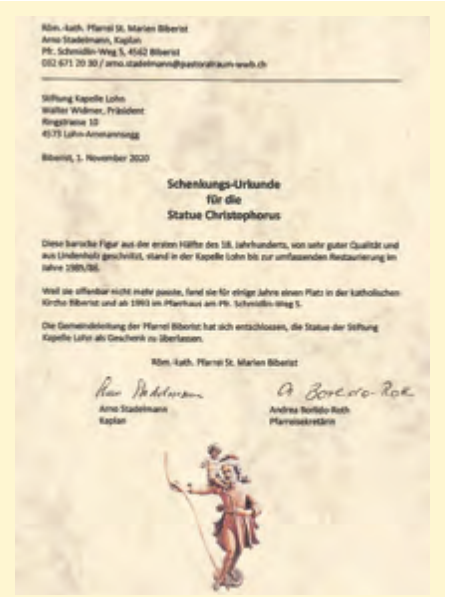 Röm.-kath. Pfarrei St. Marien Biberist
Arno Stadelmann, Kaplan
Pfr. Schmidlin-Weg 5, 4562 Biberist
032 671 20 30 / arno.stadelmann@pastoralraum-wwb.ch
Stiftung Kapelle Lohn
Walter Widmer, Präsident
Ringstrasse 10
4573 Lohn-Ammannsegg
Biberist, 1. November 2020
Schenkungs-Urkunde
für die
Statue Christophorus
Diese barocke Figur aus der ersten Hälfte des 18. Jahrhunderts, von sehr guter Qualität und
aus Lindenholz geschnitzt, stand in der Kapelle Lohn bis zur umfassenden Restaurierung im
Jahre 1985/86.
Weil sie offenbar nicht mehr passte, fand sie für einige Jahre einen Platz in der katholischen
Kirche Biberist und ab 1993 im Pfarrhaus am Pfr. Schmidlin-Weg 5.
Die Gemeindeleitung der Pfarrei Biberist hat sich entschlossen, die Statue der Stiftung
Kapelle Lohn als Geschenk zu überlassen.
Röm.-kath. Pfarrei St. Marien Biberist
Arno Stadelmann A Borlido-Roth
Arno Stadelmann Andrea Borlido-Roth
Kaplan Pfarreisekretärin